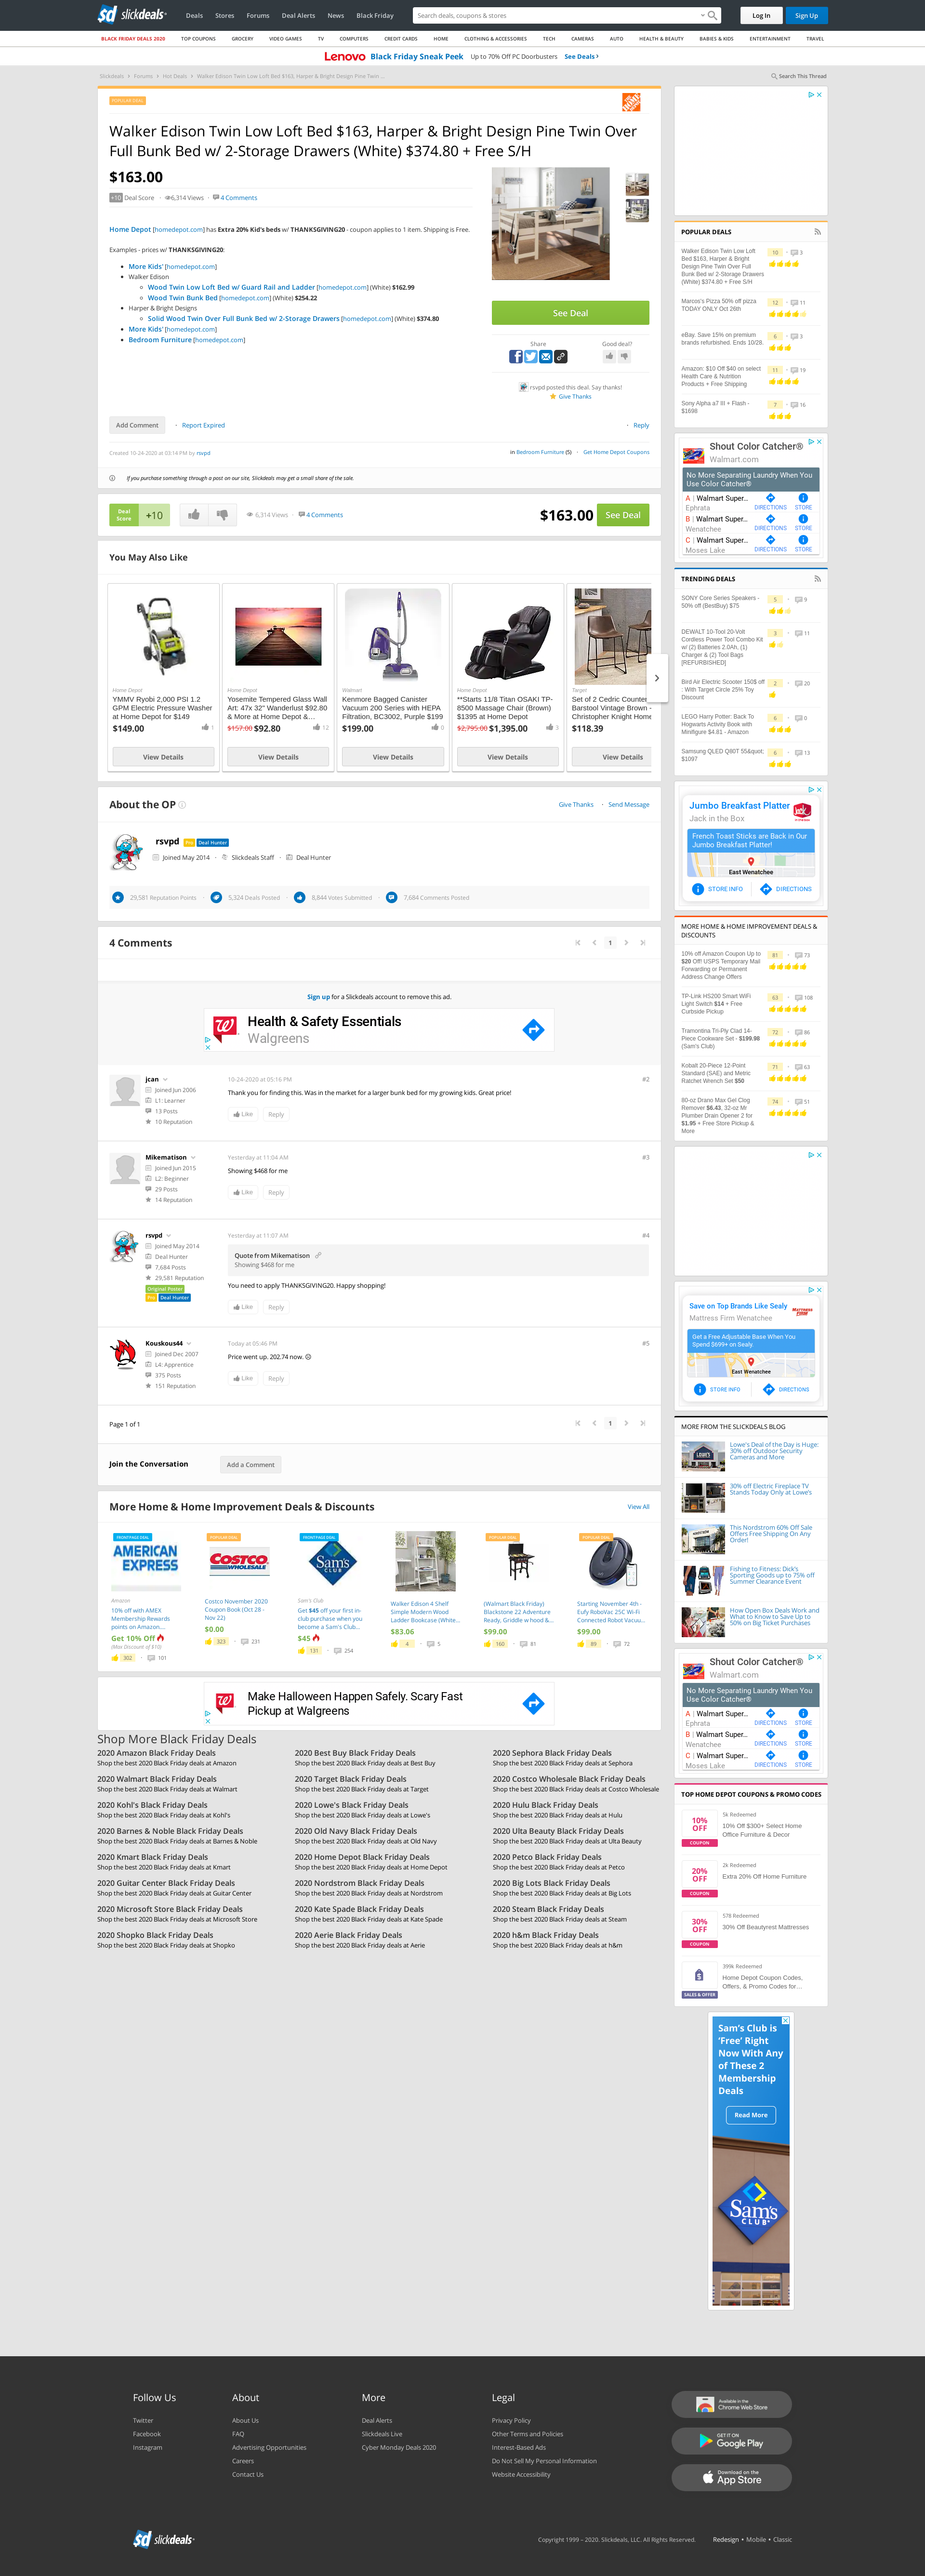 slickdeals
Deals Stores Forums Deal Alerts News Black Friday
Search deals, coupons & stores
Log In Sign Up
BLACK FRIDAY DEALS 2020 TOP COUPONS GROCERY VIDEO GAMES TV COMPUTERS CREDIT CARDS HOME CLOTHING & ACCESSORIES TECH CAMERAS AUTO HEALTH & BEAUTY BABIES & KIDS ENTERTAINMENT TRAVEL
Lenovo Black Friday Sneak Peek Up to 70% Off PC Doorbusters See Deals
Slickdeals Forums Hot Deals Walker Edison Twin Low Loft Bed $163, Harper & Bright Design Pine Twin ...
Search This Thread
POPULAR DEAL
Walker Edison Twin Low Loft Bed $163, Harper & Bright Design Pine Twin Over
Full Bunk Bed w/ 2-Storage Drawers (White) $374.80 + Free S/H
$163.00
+10 Deal Score 6,314 Views 4 Comments
Home Depot [homedepot.com] has Extra 20% Kid's beds w/ THANKSGIVING20 - coupon applies to 1 item. Shipping is Free.
Examples - prices w/ THANKSGIVING20:
More Kids' [homedepot.com]
Walker Edison
Wood Twin Low Loft Bed w/ Guard Rail and Ladder [homedepot.com] (White) $162.99
Wood Twin Bunk Bed [homedepot.com] (White) $254.22
Harper & Bright Designs
Solid Wood Twin Over Full Bunk Bed w/ 2-Storage Drawers [homedepot.com] (White) $374.80
More Kids' [homedepot.com]
Bedroom Furniture [homedepot.com]
See Deal
Share
Good deal?
rsvpd posted this deal. Say thanks!
Give Thanks
Add Comment Report Expired Reply
Created 10-24-2020 at 02:14 PM by rsvpd
in Bedroom Furniture (5) Get Home Depot Coupons
If you purchase something through a post on our site, Slickdeals may get a small share of the sale.
Deal
Score
+10
6,314 Views 4 Comments
$163.00 See Deal
You May Also Like
Home Depot
YMMV Ryobi 2,000 PSI 1.2
GPM Electric Pressure Washer
at Home Depot for $149
$149.00 1
View Details
Home Depot
Yosemite Tempered Glass Wall
Art: 47x 32" Wanderlust $92.80
& More at Home Depot &...
$157.00 $92.80 12
View Details
Walmart
Kenmore Bagged Canister
Vacuum 200 Series with HEPA
Filtration, BC3002, Purple $199
$199.00 0
View Details
Home Depot
**Starts 11/8 Titan OSAKI TP-
8500 Massage Chair (Brown)
$1395 at Home Depot
$2,795.00 $1,395.00 3
View Details
Target
Set of 2 Cedric Counter
Barstool Vintage Brown -
Christopher Knight Home
$118.39
View Details
About the OP
Give Thanks Send Message
rsvpd Pro Deal Hunter
Joined May 2014 Slickdeals Staff Deal Hunter
29,581 Reputation Points 5,324 Deals Posted 8,844 Votes Submitted 7,684 Comments Posted
4 Comments
1
Sign up for a Slickdeals account to remove this ad.
Health & Safety Essentials
Walgreens
jcan
Joined Jun 2006
L1: Learner
13 Posts
10 Reputation
10-24-2020 at 05:16 PM #2
Thank you for finding this. Was in the market for a larger bunk bed for my growing kids. Great price!
Like Reply
Mikematison
Joined Jun 2015
L2: Beginner
29 Posts
14 Reputation
Yesterday at 11:04 AM #3
Showing $468 for me
Like Reply
rsvpd
Joined May 2014
Deal Hunter
7,684 Posts
29,581 Reputation
Original Poster
Pro Deal Hunter
Yesterday at 11:07 AM #4
Quote from Mikematison
Showing $468 for me
You need to apply THANKSGIVING20. Happy shopping!
Like Reply
Kouskous44
Joined Dec 2007
L4: Apprentice
375 Posts
151 Reputation
Today at 05:46 PM #5
Price went up. 202.74 now.
Like Reply
Page 1 of 1
1
Join the Conversation Add a Comment
More Home & Home Improvement Deals & Discounts
View All
FRONTPAGE DEAL
AMERICAN
EXPRESS
Amazon
10% off with AMEX
Membership Rewards
points on Amazon....
Get 10% Off
(Max Discount of $10)
302 101
POPULAR DEAL
COSTCO
WHOLESALE
Costco November 2020
Coupon Book (Oct 28 -
Nov 22)
$0.00
323 231
FRONTPAGE DEAL
Sam's
Sam's Club
Get $45 off your first in-
club purchase when you
become a Sam's Club...
$45
131 254
Walker Edison 4 Shelf
Simple Modern Wood
Ladder Bookcase (White...
$83.06
4 5
POPULAR DEAL
(Walmart Black Friday)
Blackstone 22 Adventure
Ready, Griddle w hood &...
$99.00
160 81
POPULAR DEAL
Starting November 4th -
Eufy RoboVac 25C Wi-Fi
Connected Robot Vacuu...
$99.00
89 72
Make Halloween Happen Safely. Scary Fast
Pickup at Walgreens
Shop More Black Friday Deals
2020 Amazon Black Friday Deals
Shop the best 2020 Black Friday deals at Amazon
2020 Best Buy Black Friday Deals
Shop the best 2020 Black Friday deals at Best Buy
2020 Sephora Black Friday Deals
Shop the best 2020 Black Friday deals at Sephora
2020 Walmart Black Friday Deals
Shop the best 2020 Black Friday deals at Walmart
2020 Target Black Friday Deals
Shop the best 2020 Black Friday deals at Target
2020 Costco Wholesale Black Friday Deals
Shop the best 2020 Black Friday deals at Costco Wholesale
2020 Kohl's Black Friday Deals
Shop the best 2020 Black Friday deals at Kohl's
2020 Lowe's Black Friday Deals
Shop the best 2020 Black Friday deals at Lowe's
2020 Hulu Black Friday Deals
Shop the best 2020 Black Friday deals at Hulu
2020 Barnes & Noble Black Friday Deals
Shop the best 2020 Black Friday deals at Barnes & Noble
2020 Old Navy Black Friday Deals
Shop the best 2020 Black Friday deals at Old Navy
2020 Ulta Beauty Black Friday Deals
Shop the best 2020 Black Friday deals at Ulta Beauty
2020 Kmart Black Friday Deals
Shop the best 2020 Black Friday deals at Kmart
2020 Home Depot Black Friday Deals
Shop the best 2020 Black Friday deals at Home Depot
2020 Petco Black Friday Deals
Shop the best 2020 Black Friday deals at Petco
2020 Guitar Center Black Friday Deals
Shop the best 2020 Black Friday deals at Guitar Center
2020 Nordstrom Black Friday Deals
Shop the best 2020 Black Friday deals at Nordstrom
2020 Big Lots Black Friday Deals
Shop the best 2020 Black Friday deals at Big Lots
2020 Microsoft Store Black Friday Deals
Shop the best 2020 Black Friday deals at Microsoft Store
2020 Kate Spade Black Friday Deals
Shop the best 2020 Black Friday deals at Kate Spade
2020 Steam Black Friday Deals
Shop the best 2020 Black Friday deals at Steam
2020 Shopko Black Friday Deals
Shop the best 2020 Black Friday deals at Shopko
2020 Aerie Black Friday Deals
Shop the best 2020 Black Friday deals at Aerie
2020 h&m Black Friday Deals
Shop the best 2020 Black Friday deals at h&m
POPULAR DEALS
Walker Edison Twin Low Loft
Bed $163, Harper & Bright
Design Pine Twin Over Full
Bunk Bed w/ 2-Storage Drawers
(White) $374.80 + Free S/H
10 3
Marcos's Pizza 50% off pizza
TODAY ONLY Oct 26th
12 11
eBay. Save 15% on premium
brands refurbished. Ends 10/28.
6 3
Amazon: $10 Off $40 on select
Health Care & Nutrition
Products + Free Shipping
11 19
Sony Alpha a7 III + Flash -
$1698
7 16
Shout Color Catcher®
Walmart.com
No More Separating Laundry When You
Use Color Catcher®
A | Walmart Super...
Ephrata
DIRECTIONS STORE
B | Walmart Super...
Wenatchee
DIRECTIONS STORE
C | Walmart Super...
Moses Lake
DIRECTIONS STORE
TRENDING DEALS
SONY Core Series Speakers -
50% off (BestBuy) $75
5 9
DEWALT 10-Tool 20-Volt
Cordless Power Tool Combo Kit
w/ (2) Batteries 2.0Ah, (1)
Charger & (2) Tool Bags
[REFURBISHED]
3 11
Bird Air Electric Scooter 150$ off
: With Target Circle 25% Toy
Discount
2 20
LEGO Harry Potter: Back To
Hogwarts Activity Book with
Minifigure $4.81 - Amazon
6 0
Samsung QLED Q80T 55&quot;
$1097
6 13
Jumbo Breakfast Platter
Jack in the Box
French Toast Sticks are Back in Our
Jumbo Breakfast Platter!
East Wenatchee
STORE INFO DIRECTIONS
MORE HOME & HOME IMPROVEMENT DEALS &
DISCOUNTS
10% off Amazon Coupon Up to
$20 Off! USPS Temporary Mail
Forwarding or Permanent
Address Change Offers
81 73
TP-Link HS200 Smart WiFi
Light Switch $14 + Free
Curbside Pickup
63 108
Tramontina Tri-Ply Clad 14-
Piece Cookware Set - $199.98
(Sam's Club)
72 86
Kobalt 20-Piece 12-Point
Standard (SAE) and Metric
Ratchet Wrench Set $50
71 63
80-oz Drano Max Gel Clog
Remover $6.43, 32-oz Mr
Plumber Drain Opener 2 for
$1.95 + Free Store Pickup &
More
74 51
Save on Top Brands Like Sealy
Mattress Firm Wenatchee
Get a Free Adjustable Base When You
Spend $699+ on Sealy.
East Wenatchee
STORE INFO DIRECTIONS
MORE FROM THE SLICKDEALS BLOG
Lowe's Deal of the Day is Huge:
30% off Outdoor Security
Cameras and More
30% off Electric Fireplace TV
Stands Today Only at Lowe's
This Nordstrom 60% Off Sale
Offers Free Shipping On Any
Order!
Fishing to Fitness: Dick's
Sporting Goods up to 75% off
Summer Clearance Event
How Open Box Deals Work and
What to Know to Save Up to
50% on Big Ticket Purchases
Shout Color Catcher®
Walmart.com
No More Separating Laundry When You
Use Color Catcher®
A | Walmart Super...
Ephrata
DIRECTIONS STORE
B | Walmart Super...
Wenatchee
DIRECTIONS STORE
C | Walmart Super...
Moses Lake
DIRECTIONS STORE
TOP HOME DEPOT COUPONS & PROMO CODES
10%
OFF
COUPON
5k Redeemed
10% Off $300+ Select Home
Office Furniture & Decor
20%
OFF
COUPON
2k Redeemed
Extra 20% Off Home Furniture
30%
OFF
COUPON
578 Redeemed
30% Off Beautyrest Mattresses
SALES & OFFER
399k Redeemed
Home Depot Coupon Codes,
Offers, & Promo Codes for...
Sam's Club is
'Free' Right
Now With Any
of These 2
Membership
Deals
Read More
Sam's
CLUB
Follow Us
Twitter
Facebook
Instagram
About
About Us
FAQ
Advertising Opportunities
Careers
Contact Us
More
Deal Alerts
Slickdeals Live
Cyber Monday Deals 2020
Legal
Privacy Policy
Other Terms and Policies
Interest-Based Ads
Do Not Sell My Personal Information
Website Accessibility
Available in the
Chrome Web Store
GET IT ON
Google Play
Download on the
App Store
slickdeals
Copyright 1999 - 2020. Slickdeals, LLC. All Rights Reserved. Redesign • Mobile • Classic